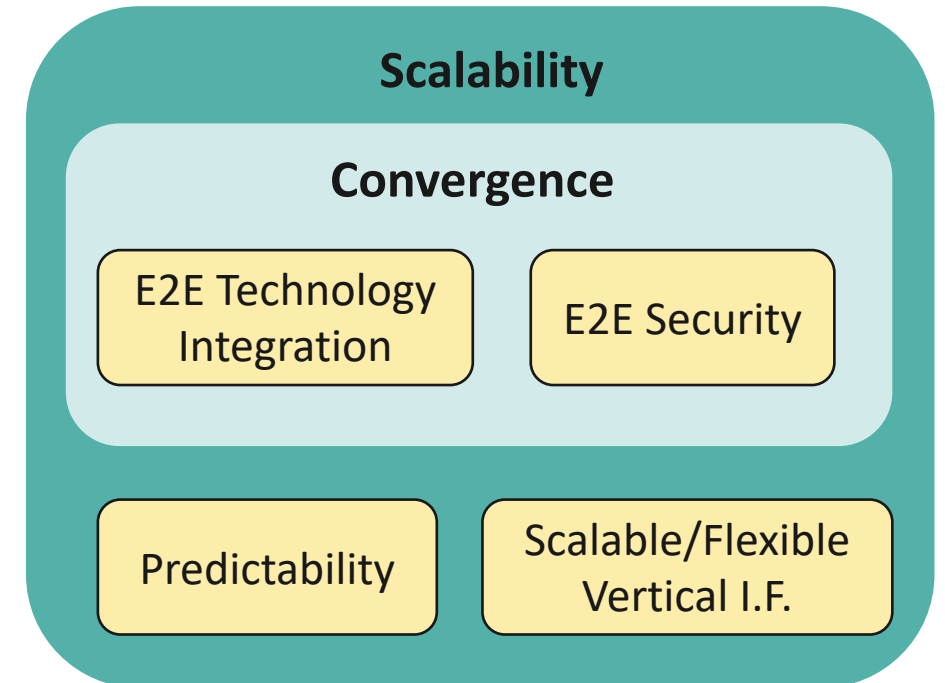 Scalability
Convergence
E2E Technology
Integration
E2E Security
Predictability
Scalable/Flexible
Vertical I.F.